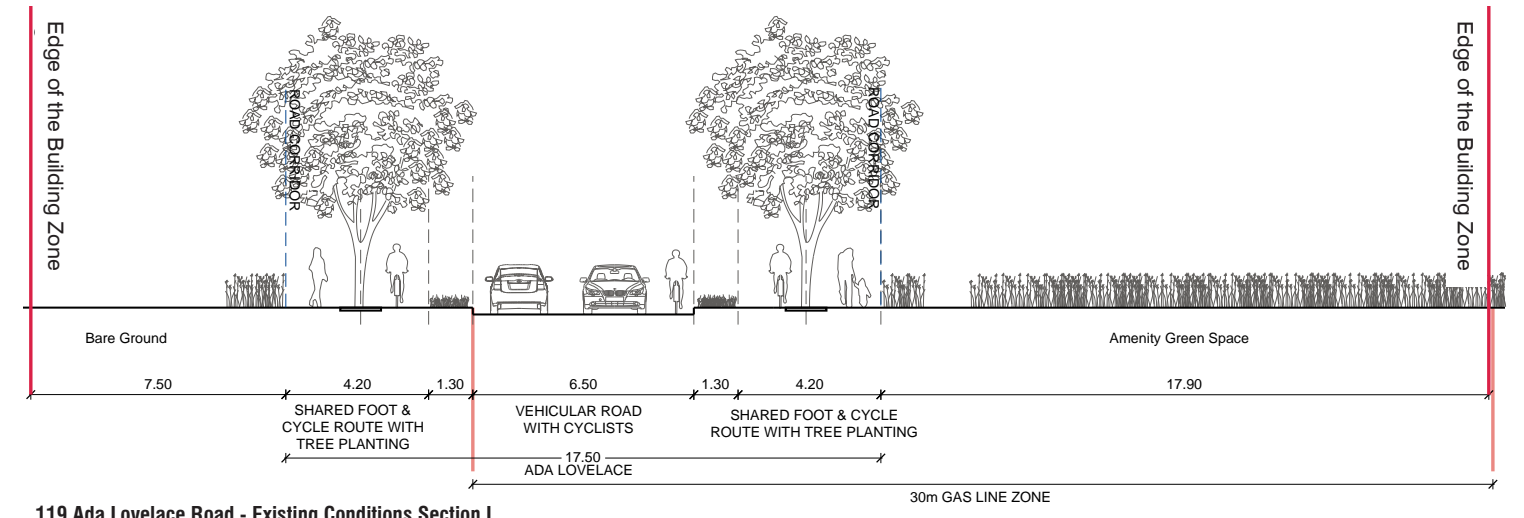 Edge of the Building Zone
ROAD CORRIDOR
ROAD CORRIDOR
Edge of the Building Zone
Bare Ground
Amenity Green Space
7.50
4.20
1.30
6.50
1.30
4.20
17.90
SHARED FOOT &
CYCLE ROUTE WITH
TREE PLANTING
VEHICULAR ROAD
WITH CYCLISTS
SHARED FOOT & CYCLE
ROUTE WITH TREE PLANTING
17.50
ADA LOVELACE
30m GAS LINE ZONE
119 Ada Lovelace Road - Existing Conditions Section